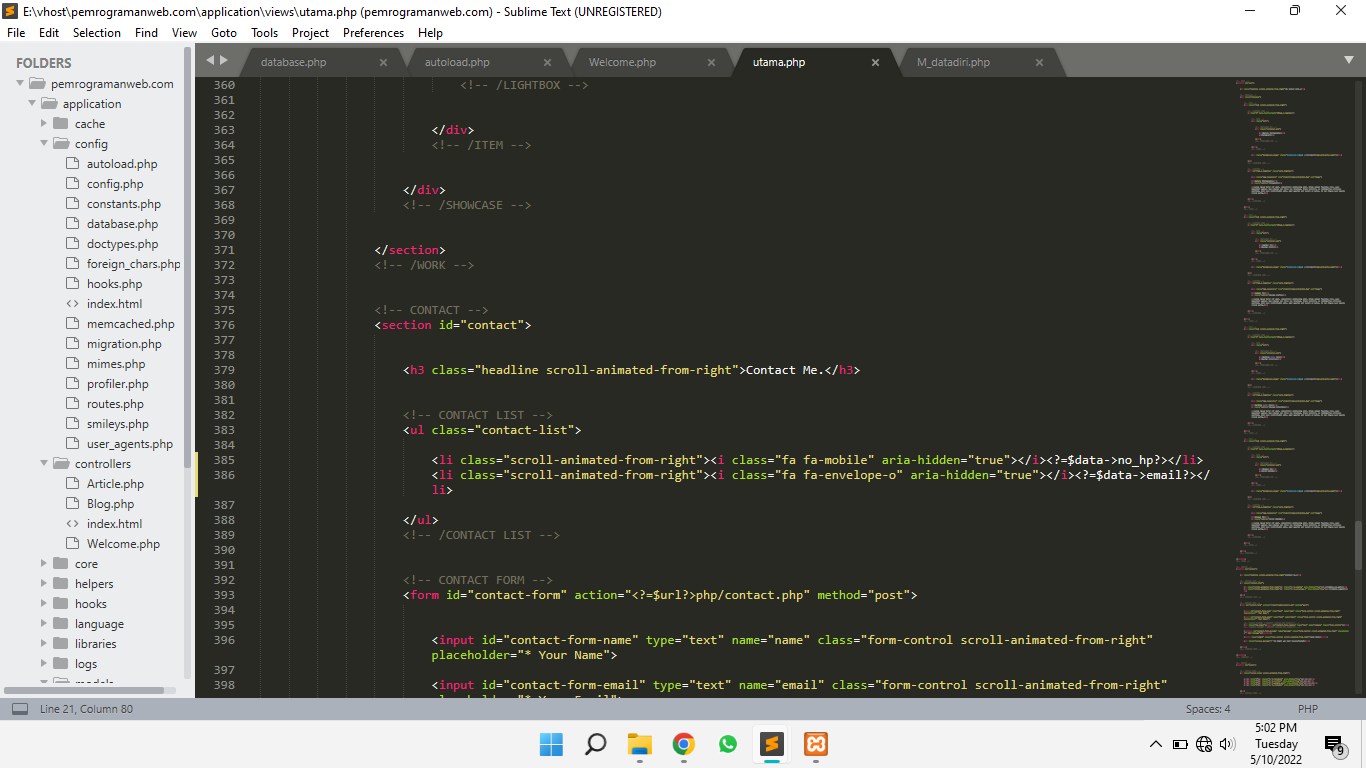 E:\vhost\pemrogramanweb.com\application\views\utama.php (pemrogramanweb.com) - Sublime Text (UNREGISTERED)
File Edit Selection Find View Goto Tools Project Preferences Help
FOLDERS
pemrogramanweb.com
application
cache
config
autoload.php
config.php
constants.php
database.php
doctypes.php
foreign_chars.php
hooks.php
index.html
memcached.php
migration.php
mimes.php
profiler.php
routes.php
smileys.php
user_agents.php
controllers
Article.php
Blog.php
index.html
Welcome.php
core
helpers
hooks
language
libraries
logs
models
database.php autoload.php Welcome.php utama.php M_datadiri.php
360 <!-- /LIGHTBOX -->
361
362
363 </div>
364 <!-- /ITEM -->
365
366
367 </div>
368 <!-- /SHOWCASE -->
369
370
371 </section>
372 <!-- /WORK -->
373
374
375 <!-- CONTACT -->
376 <section id="contact">
377
378
379 <h3 class="headline scroll-animated-from-right">Contact Me.</h3>
380
381
382 <!-- CONTACT LIST -->
383 <ul class="contact-list">
384
385 <li class="scroll-animated-from-right"><i class="fa fa-mobile" aria-hidden="true"></i><?=$data->no_hp?></li>
386 <li class="scroll-animated-from-right"><i class="fa fa-envelope-o" aria-hidden="true"></i><?=$data->email?></
li>
387
388 </ul>
389 <!-- /CONTACT LIST -->
390
391
392 <!-- CONTACT FORM -->
393 <form id="contact-form" action="<?=$url?>php/contact.php" method="post">
394
395
396 <input id="contact-form-name" type="text" name="name" class="form-control scroll-animated-from-right"
placeholder="* Your Name">
397
398 <input id="contact-form-email" type="text" name="email" class="form-control scroll-animated-from-right"
Line 21, Column 80
Spaces: 4
PHP
5:02 PM
Tuesday
5/10/2022
9